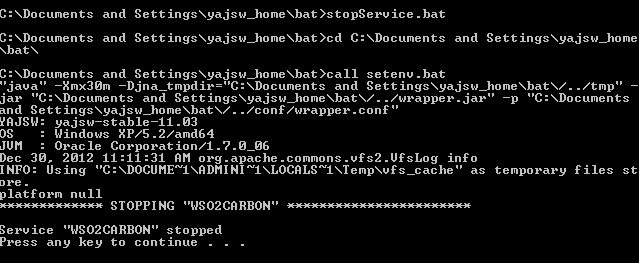 C:\Documents and Settings\yajsw_home\bat>stopService.bat
C:\Documents and Settings\yajsw_home\bat>cd C:\Documents and Settings\yajsw_home
\bat\
C:\Documents and Settings\yajsw_home\bat>call setenv.bat
"java" -Xmx30m -Djna_tmpdir="C:\Documents and Settings\yajsw_home\bat\/../tmp" -
jar "C:\Documents and Settings\yajsw_home\bat\/../wrapper.jar" -p "C:\Documents
and Settings\yajsw_home\bat\/../conf/wrapper.conf"
YAJSW: yajsw-stable-11.03
OS   : Windows XP/5.2/amd64
JVM  : Oracle Corporation/1.7.0_06
Dec 30, 2012 11:11:31 AM org.apache.commons.vfs2.VfsLog info
INFO: Using "C:\DOCUME~1\ADMINI~1\LOCALS~1\Temp\vfs_cache" as temporary files st
ore.
platform null
************* STOPPING "WSO2CARBON" ***********************
Service "WSO2CARBON" stopped
Press any key to continue . . .